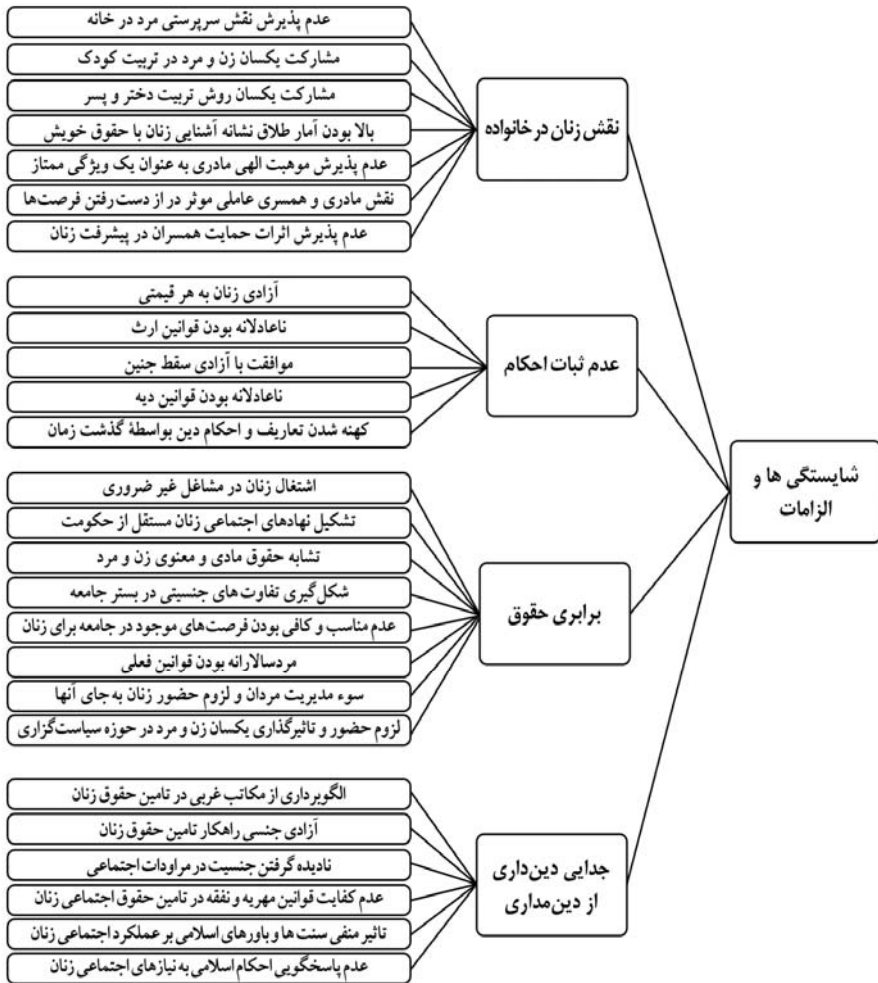 شایستگی ها و
الزامات
نقش زنان در خانواده
عدم پذیرش نقش سرپرستی مرد در خانه
مشارکت یکسان زن و مرد در تربیت کودک
مشارکت یکسان روش تربیت دختر و پسر
بالا بودن آمار طلاق نشانه آشنایی زنان با حقوق خویش
عدم پذیرش موهبت الهی مادری به عنوان یک ویژگی ممتاز
نقش مادری و همسری عاملی موثر در از دست رفتن فرصت‌ها
عدم پذیرش اثرات حمایت همسران در پیشرفت زنان
عدم ثبات احکام
آزادی زنان به هر قیمتی
ناعادلانه بودن قوانین ارث
موافقت با آزادی سقط جنین
ناعادلانه بودن قوانین دیه
کهنه شدن تعاریف و احکام دین بواسطهٔ گذشت زمان
برابری حقوق
اشتغال زنان در مشاغل غیر ضروری
تشکیل نهادهای اجتماعی زنان مستقل از حکومت
تشابه حقوق مادی و معنوی زن و مرد
شکل‌گیری تفاوت های جنسیتی در بستر جامعه
عدم مناسب و کافی بودن فرصت‌های موجود در جامعه برای زنان
مردسالارانه بودن قوانین فعلی
سوء مدیریت مردان و لزوم حضور زنان به جای آنها
لزوم حضور و تاثیرگذاری یکسان زن و مرد در حوزه سیاست‌گزاری
جدایی دین‌داری
از دین‌مداری
الگوبرداری از مکاتب غربی در تامین حقوق زنان
آزادی جنسی راهکار تامین حقوق زنان
نادیده گرفتن جنسیت در مراودات اجتماعی
عدم کفایت قوانین مهریه و نفقه در تامین حقوق اجتماعی زنان
تاثیر منفی سنت ها و باورهای اسلامی بر عملکرد اجتماعی زنان
عدم پاسخگویی احکام اسلامی به نیازهای اجتماعی زنان